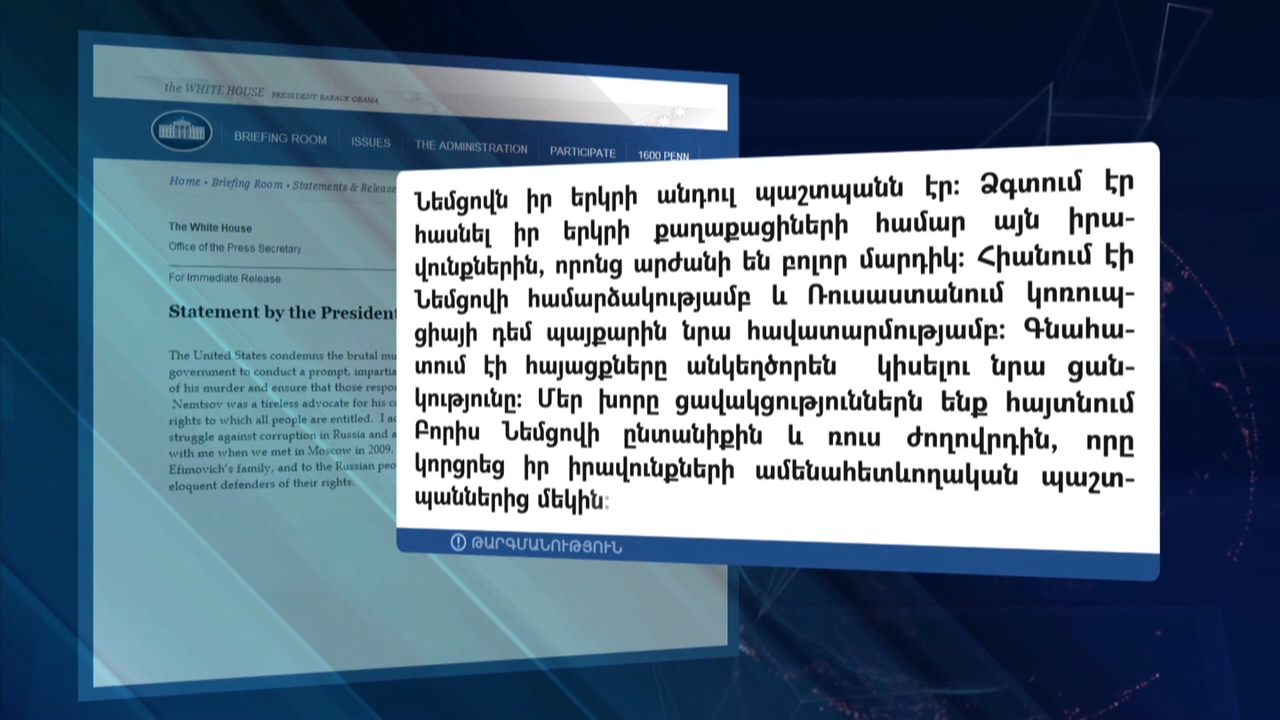 the WHITE HOUSE PRESIDENT BARACK OBAMA
BRIEFING ROOM ISSUES THE ADMINISTRATION PARTICIPATE 1600 PENN
Home • Briefing Room • Statements & Release
The White House
Office of the Press Secretary
For Immediate Release
Statement by the President
The United States condemns the brutal mu
government to conduct a prompt, impartia
of his murder and ensure that those respo
Nemtsov was a tireless advocate for his c
rights to which all people are entitled. I a
struggle against corruption in Russia and a
with me when we met in Moscow in 2009.
Efimovich's family, and to the Russian peo
eloquent defenders of their rights.
Նեմցովն իր երկրի անդուլ պաշտպանն էր: Ձգտում էր
հասնել իր երկրի քաղաքացիների համար այն իրա-
վունքներին, որոնց արժանի են բոլոր մարդիկ: Հիանում էի
Նեմցովի համարձակությամբ և Ռուսաստանում կոռուպ-
ցիայի դեմ պայքարին նրա հավատարմությամբ: Գնահա-
տում էի հայացքները անկեղծորեն կիսելու նրա ցան-
կությունը: Մեր խորը ցավակցություններն ենք հայտնում
Բորիս Նեմցովի ընտանիքին և ռուս ժողովրդին, որը
կորցրեց իր իրավունքների ամենահետևողական պաշտ-
պաններից մեկին:
ԹԱՐԳՄԱՆՈՒԹՅՈՒՆ